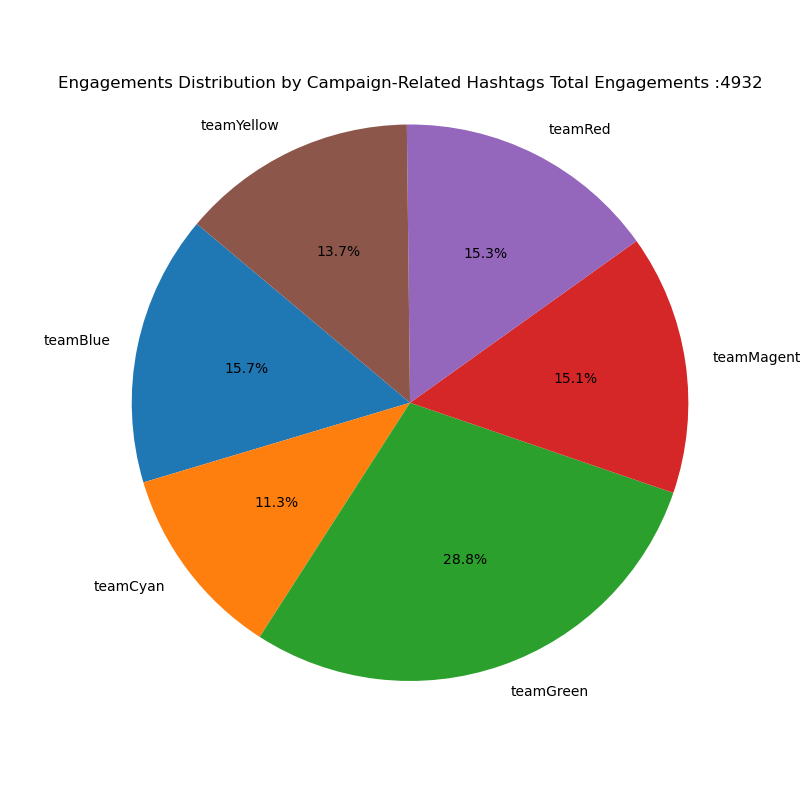 Engagements Distribution by Campaign-Related Hashtags Total Engagements :4932
teamYellow
teamRed
13.7%
15.3%
teamBlue
teamMagent
15.7%
15.1%
11.3%
28.8%
teamCyan
teamGreen